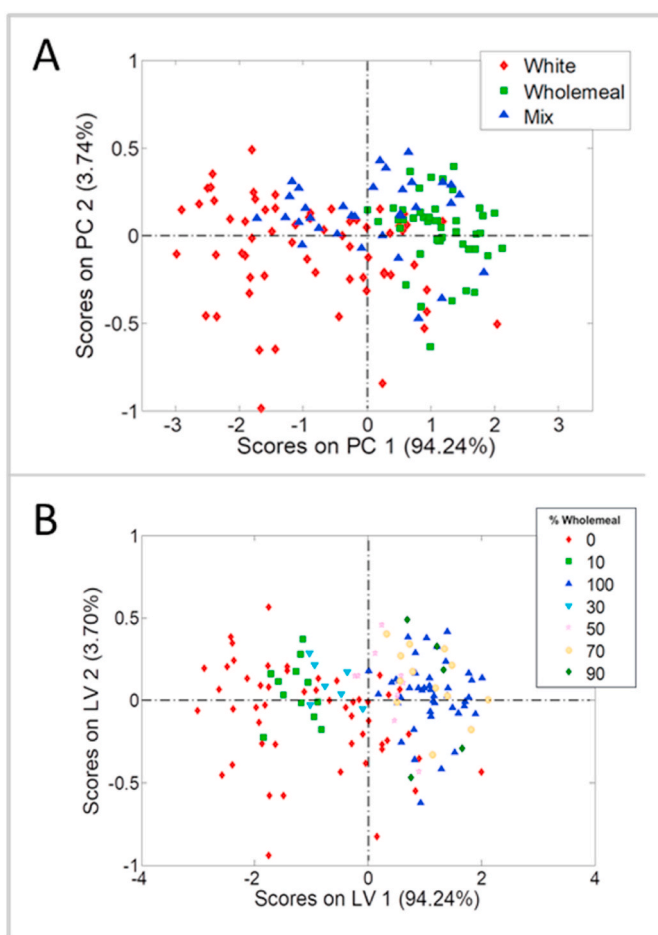 A
White
Wholemeal
Mix
1
0.5
0
-0.5
-1
Scores on PC 2 (3.74%)
-3 -2 -1 0 1 2 3
Scores on PC 1 (94.24%)
B
% Wholemeal
0
10
100
30
50
70
90
1
0.5
0
-0.5
-1
Scores on LV 2 (3.70%)
-4 -2 0 2 4
Scores on LV 1 (94.24%)